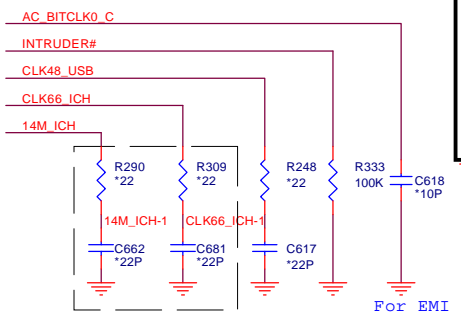 AC_BITCLK0_C
INTRUDER#
CLK48_USB
CLK66_ICH
14M_ICH
R290
*22
R309
*22
R248
*22
R333
100K
C618
*10P
14M_ICH-1
CLK66_ICH-1
C662
*22P
C681
*22P
C617
*22P
For EMI